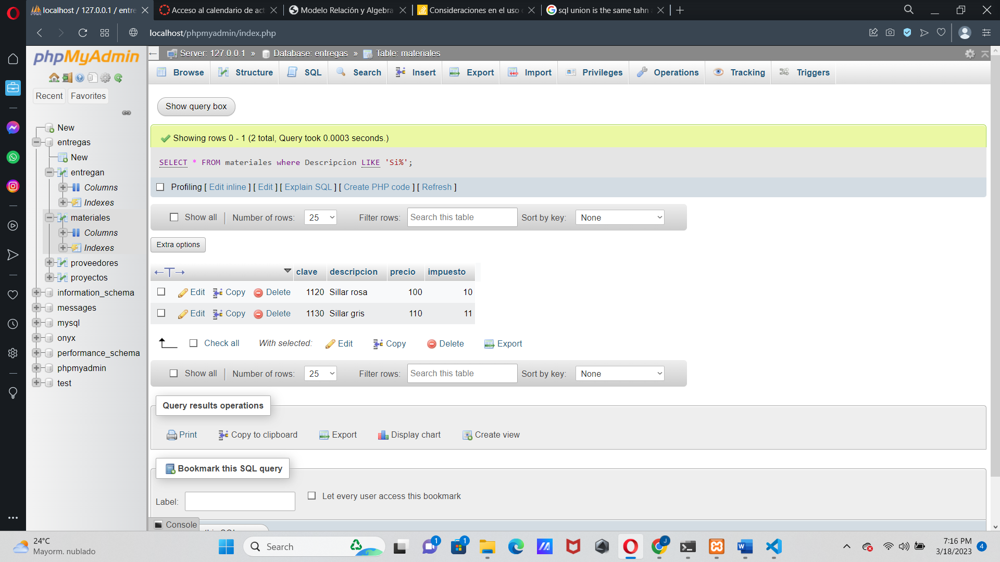 localhost / 127.0.0.1 / entre
Acceso al calendario de act
Modelo Relación y Algebra
Consideraciones en el uso
sql union is the same tahn
localhost/phpmyadmin/index.php
phpMyAdmin
Recent
Favorites
New
entregas
New
entregan
Columns
Indexes
materiales
Columns
Indexes
proveedores
proyectos
information_schema
messages
mysql
onyx
performance_schema
phpmyadmin
test
Server: 127.0.0.1 » Database: entregas » Table: materiales
Browse Structure SQL Search Insert Export Import Privileges Operations Tracking Triggers
Show query box
Showing rows 0 - 1 (2 total, Query took 0.0003 seconds.)
SELECT * FROM materiales where Descripcion LIKE 'Si%';
Profiling [ Edit inline ] [ Edit ] [ Explain SQL ] [ Create PHP code ] [ Refresh ]
Show all Number of rows: 25 Filter rows: Search this table Sort by key: None
Extra options
←T→ clave descripcion precio impuesto
Edit Copy Delete 1120 Sillar rosa 100 10
Edit Copy Delete 1130 Sillar gris 110 11
Check all With selected: Edit Copy Delete Export
Show all Number of rows: 25 Filter rows: Search this table Sort by key: None
Query results operations
Print Copy to clipboard Export Display chart Create view
Bookmark this SQL query
Label: Let every user access this bookmark
Console
24°C
Mayorm. nublado
Search
1
1
J
7:16 PM
3/18/2023
4